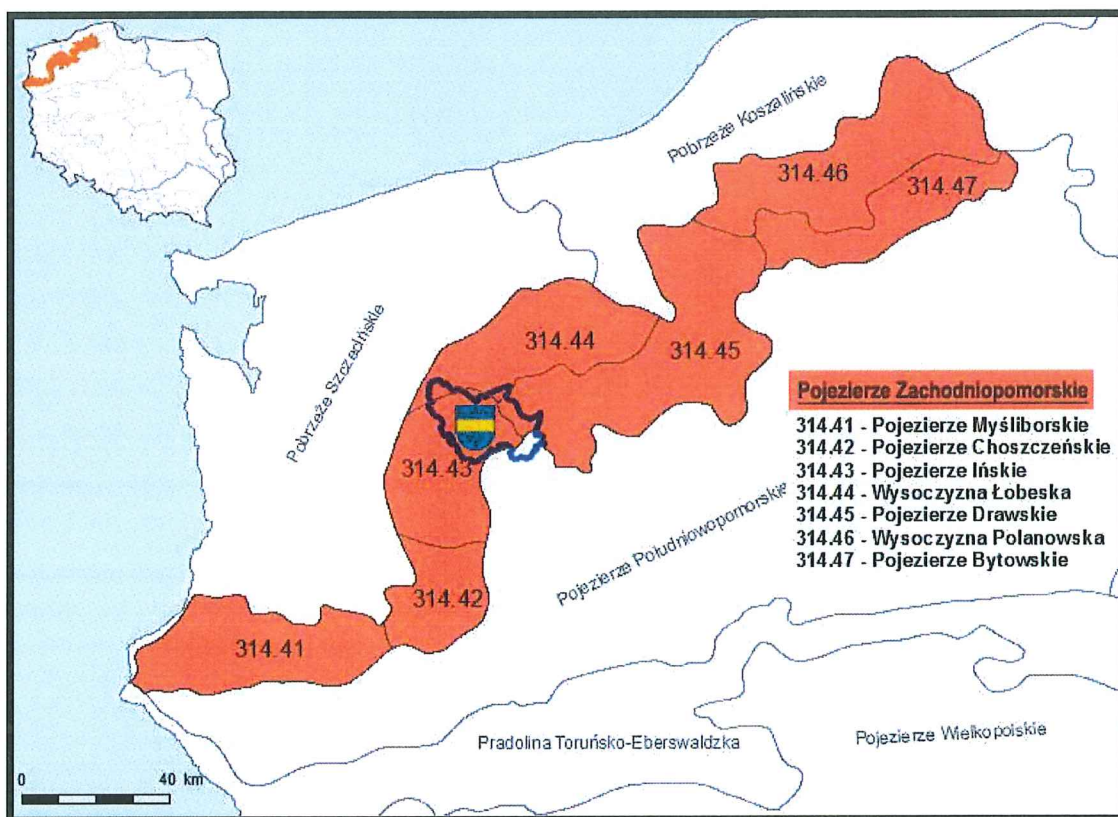 Pobrzeże Koszalińskie
314.46
314.47
Pobrzeże Szczecińskie
314.44
314.45
Pojezierze Zachodniopomorskie
314.41 - Pojezierze Myśliborskie
314.42 - Pojezierze Choszczeńskie
314.43 - Pojezierze Ińskie
314.44 - Wysoczyzna Łobeska
314.45 - Pojezierze Drawskie
314.46 - Wysoczyzna Polanowska
314.47 - Pojezierze Bytowskie
314.43
Pojezierze Południowopomorskie
314.42
314.41
Pradolina Toruńsko-Eberswaldzka
Pojezierze Wielkopolskie
0 40 km